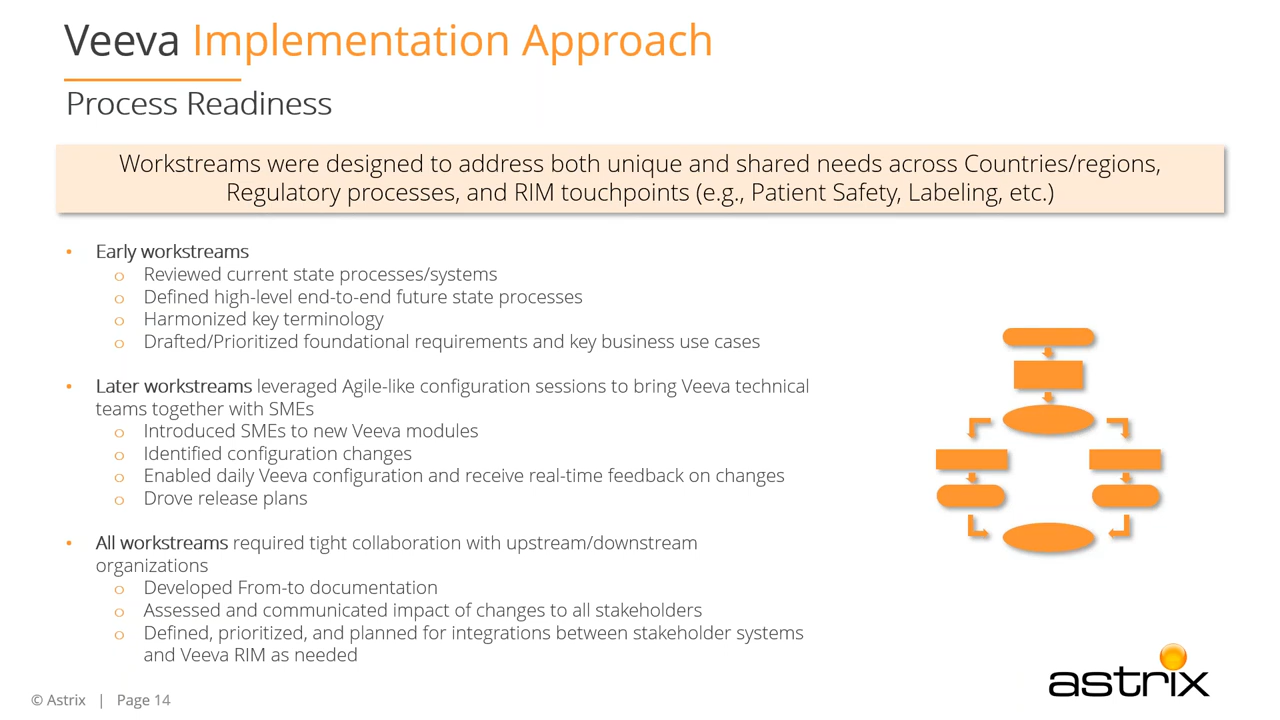 Veeva Implementation Approach
Process Readiness
Workstreams were designed to address both unique and shared needs across Countries/regions,
Regulatory processes, and RIM touchpoints (e.g., Patient Safety, Labeling, etc.)
• Early workstreams
o Reviewed current state processes/systems
o Defined high-level end-to-end future state processes
o Harmonized key terminology
o Drafted/Prioritized foundational requirements and key business use cases
• Later workstreams leveraged Agile-like configuration sessions to bring Veeva technical
teams together with SMEs
o Introduced SMEs to new Veeva modules
o Identified configuration changes
o Enabled daily Veeva configuration and receive real-time feedback on changes
o Drove release plans
• All workstreams required tight collaboration with upstream/downstream
organizations
o Developed From-to documentation
o Assessed and communicated impact of changes to all stakeholders
o Defined, prioritized, and planned for integrations between stakeholder systems
and Veeva RIM as needed
astrix
© Astrix | Page 14